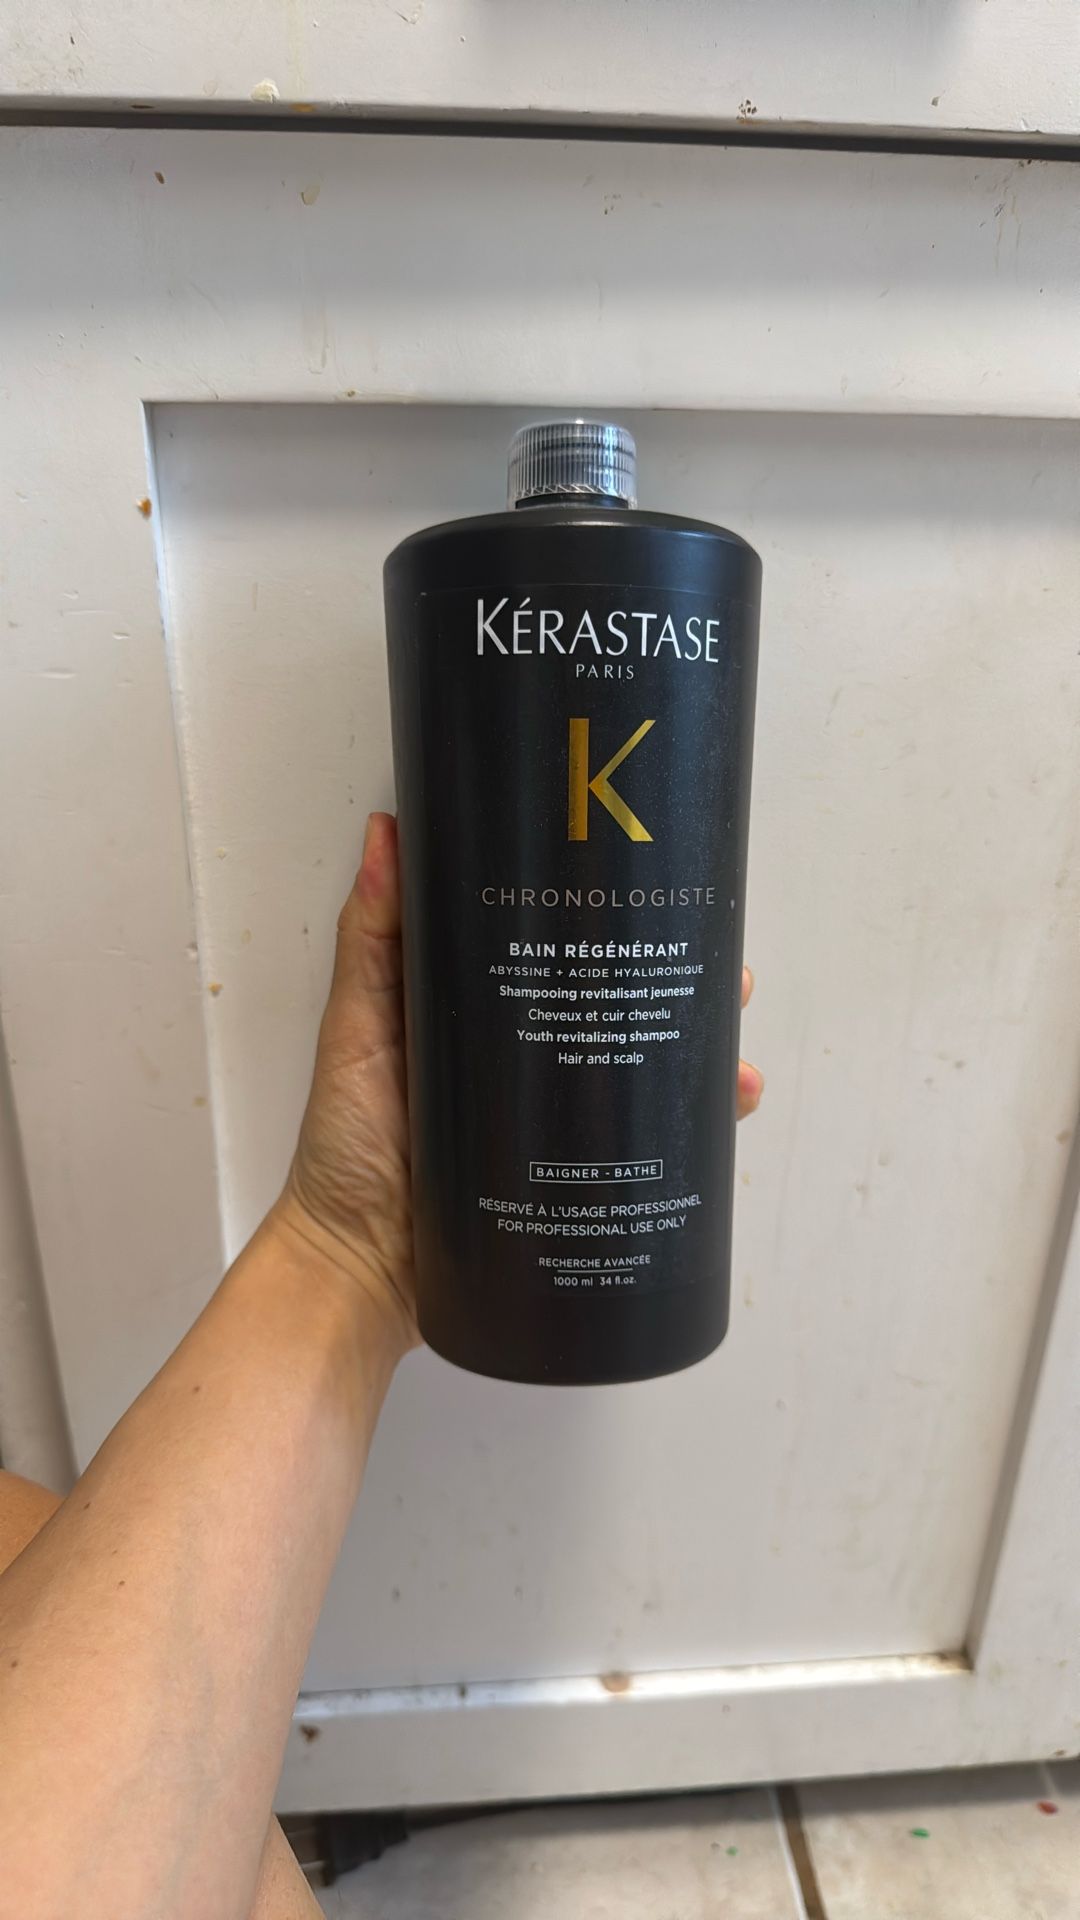 KÉRASTASE
PARIS
K
CHRONOLOGISTE
BAIN RÉGÉNÉRANT
ABYSSINE + ACIDE HYALURONIQUE
Shampooing revitalisant jeunesse
Cheveux et cuir chevelu
Youth revitalizing shampoo
Hair and scalp
BAIGNER - BATHE
RÉSERVÉ À L'USAGE PROFESSIONNEL
FOR PROFESSIONAL USE ONLY
RECHERCHE AVANCÉE
1000 ml 34 fl.oz.